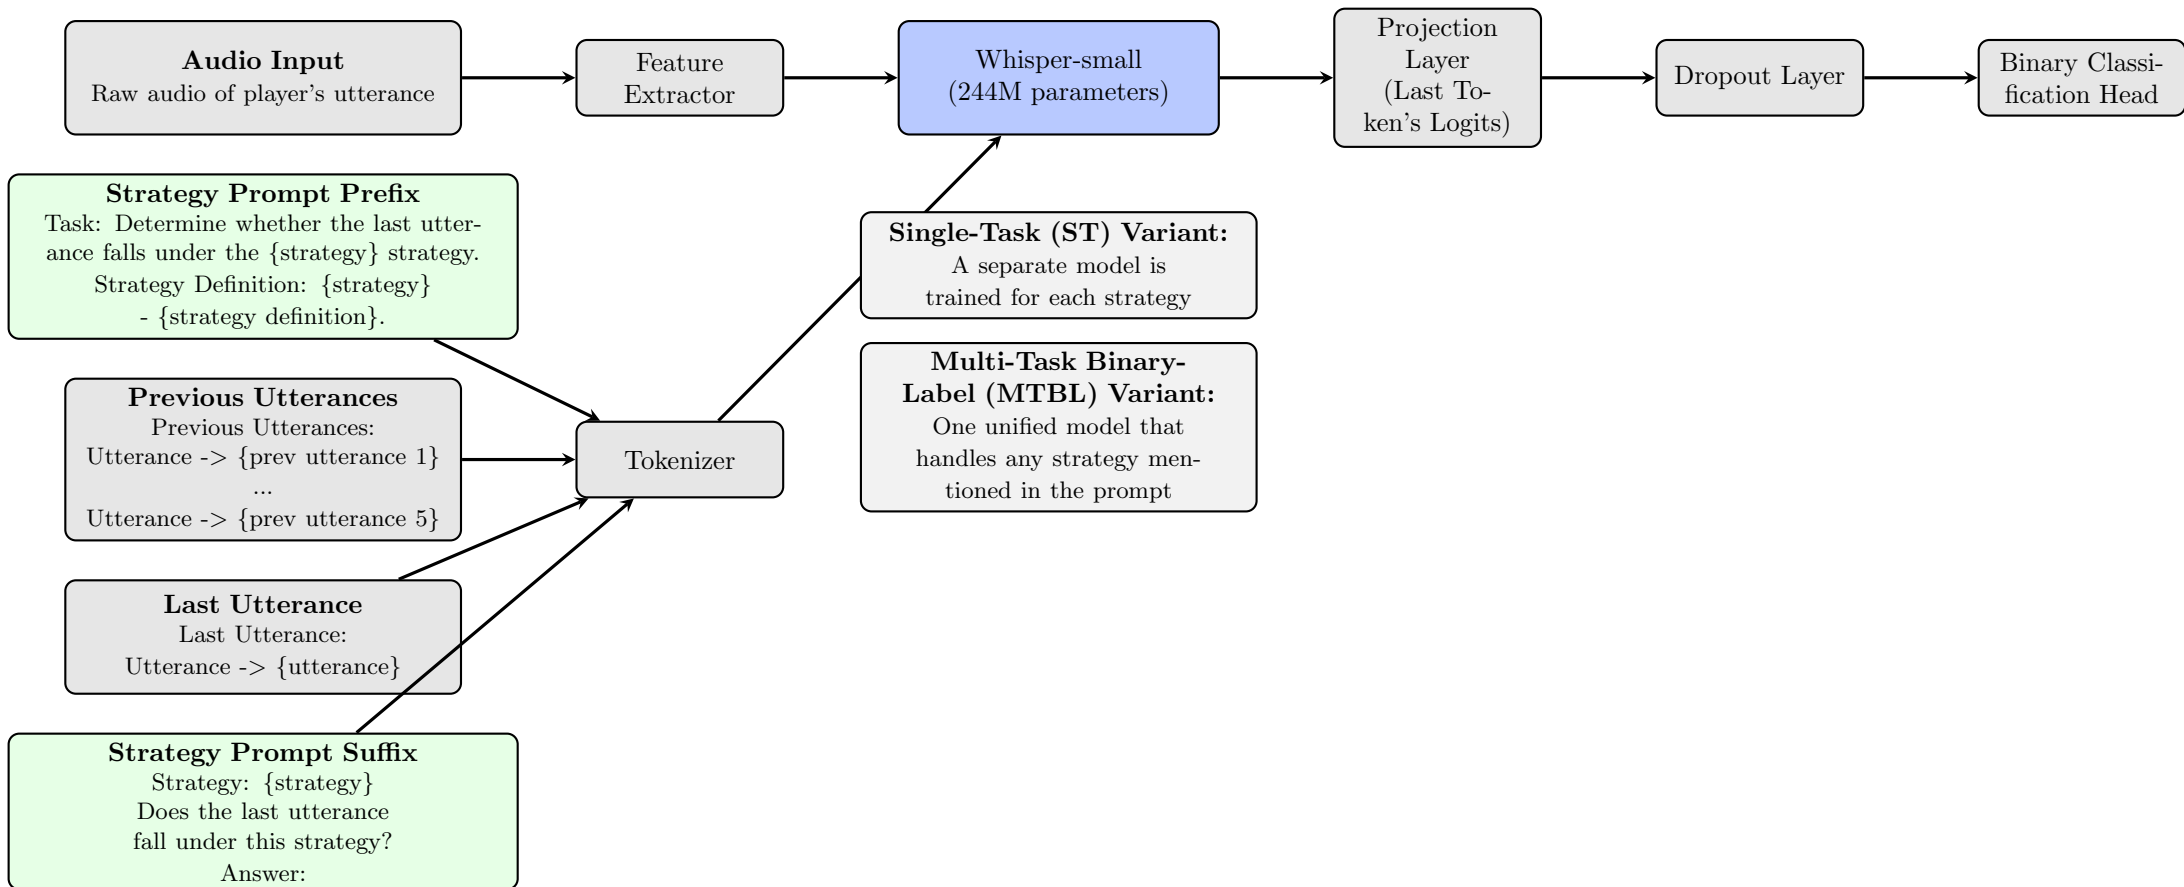 Audio Input
Raw audio of player's utterance
Feature
Extractor
Whisper-small
(244M parameters)
Projection
Layer
(Last To-
ken's Logits)
Dropout Layer
Binary Classi-
fication Head
Strategy Prompt Prefix
Task: Determine whether the last utter-
ance falls under the {strategy} strategy.
Strategy Definition: {strategy}
- {strategy definition}.
Previous Utterances
Previous Utterances:
Utterance -> {prev utterance 1}
...
Utterance -> {prev utterance 5}
Last Utterance
Last Utterance:
Utterance -> {utterance}
Strategy Prompt Suffix
Strategy: {strategy}
Does the last utterance
fall under this strategy?
Answer:
Tokenizer
Single-Task (ST) Variant:
A separate model is
trained for each strategy
Multi-Task Binary-
Label (MTBL) Variant:
One unified model that
handles any strategy men-
tioned in the prompt